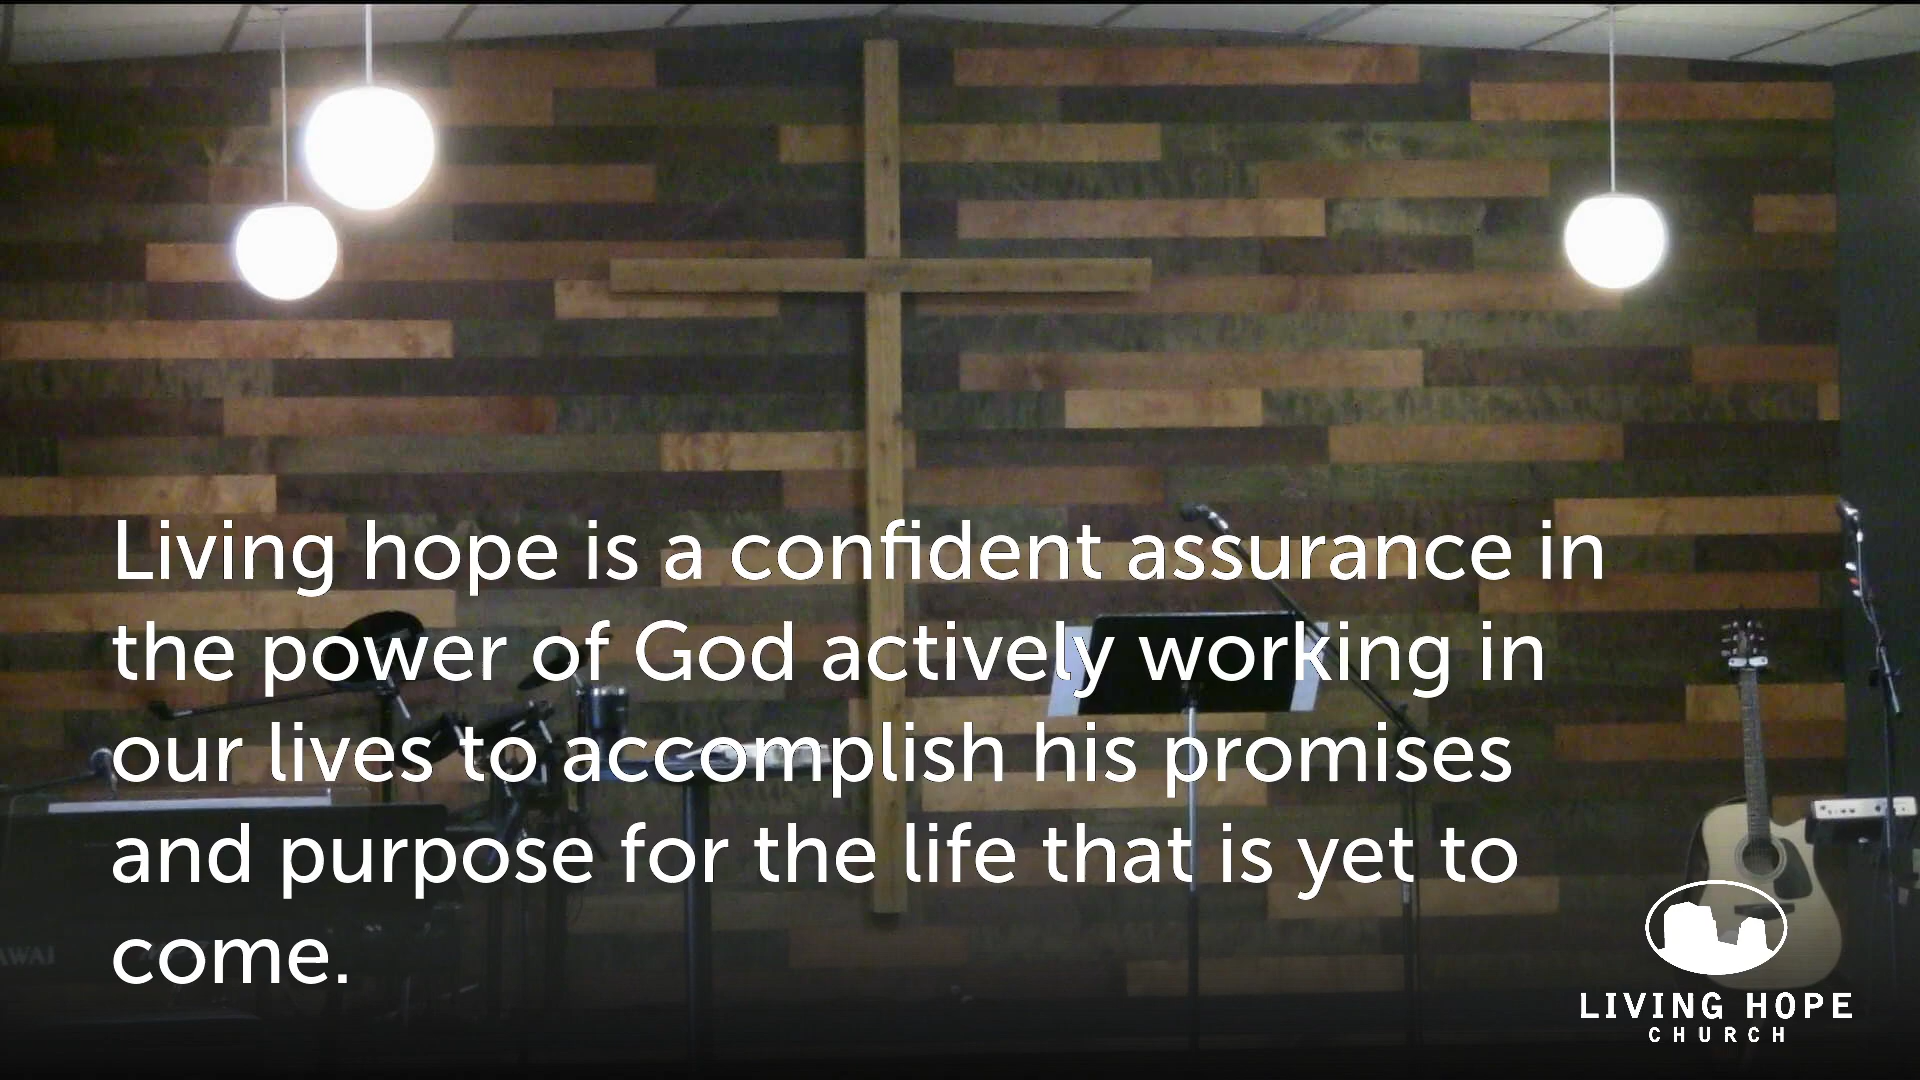 Living hope is a confident assurance in
the power of God actively working in
our lives to accomplish his promises
and purpose for the life that is yet to
come.
LIVING HOPE
CHURCH